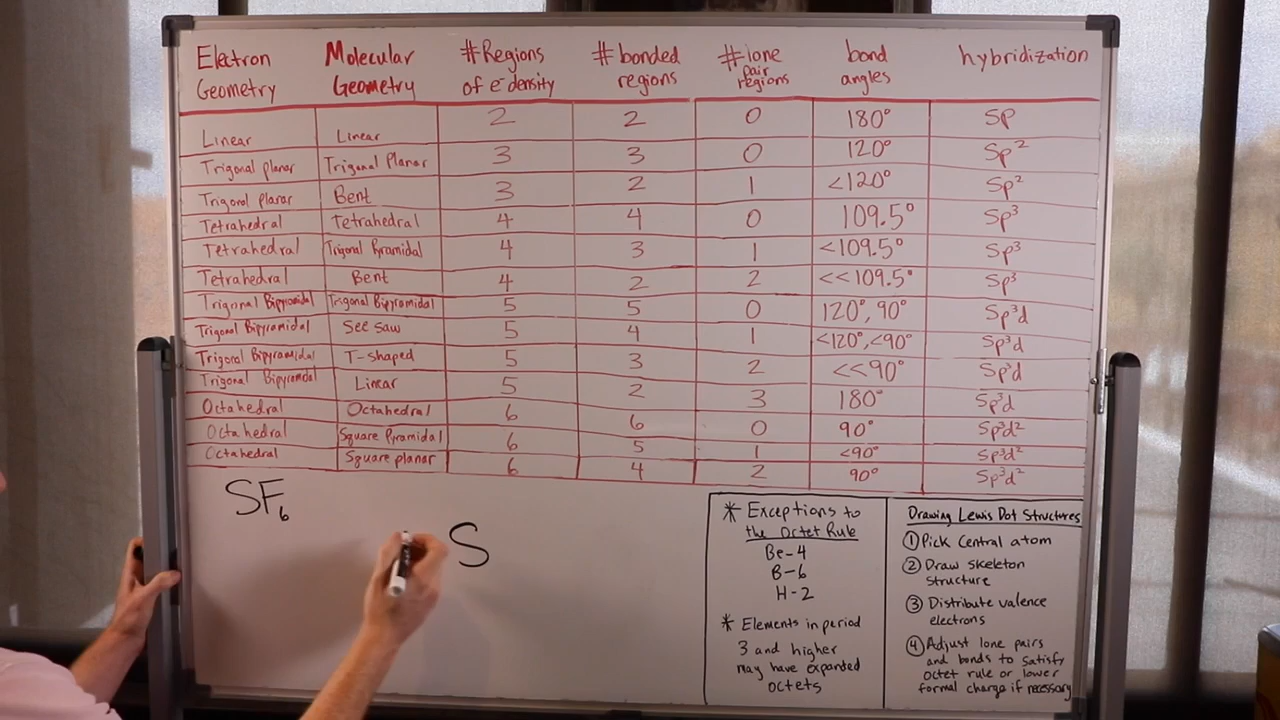 Electron Geometry | Molecular Geometry | # Regions of e⁻ density | # bonded regions | # lone pair regions | bond angles | hybridization
Linear | Linear | 2 | 2 | 0 | 180° | Sp
Trigonal planar | Trigonal Planar | 3 | 3 | 0 | 120° | Sp²
Trigonal planar | Bent | 3 | 2 | 1 | <120° | Sp²
Tetrahedral | Tetrahedral | 4 | 4 | 0 | 109.5° | Sp³
Tetrahedral | Trigonal Pyramidal | 4 | 3 | 1 | <109.5° | Sp³
Tetrahedral | Bent | 4 | 2 | 2 | <<109.5° | Sp³
Trigonal Bipyramidal | Trigonal Bipyramidal | 5 | 5 | 0 | 120°, 90° | Sp³d
Trigonal Bipyramidal | See saw | 5 | 4 | 1 | <120°, <90° | Sp³d
Trigonal Bipyramidal | T-shaped | 5 | 3 | 2 | <<90° | Sp³d
Trigonal Bipyramidal | Linear | 5 | 2 | 3 | 180° | Sp³d
Octahedral | Octahedral | 6 | 6 | 0 | 90° | Sp³d²
Octahedral | Square Pyramidal | 6 | 5 | 1 | <90° | Sp³d²
Octahedral | Square planar | 6 | 4 | 2 | 90° | Sp³d²
SF₆
S
* Exceptions to
the Octet Rule
Be-4
B-6
H-2
* Elements in period
3 and higher
may have expanded
octets
Drawing Lewis Dot Structures
① Pick Central atom
② Draw skeleton
structure
③ Distribute valence
electrons
④ Adjust lone pairs
and bonds to satisfy
octet rule or lower
formal charge if necessary